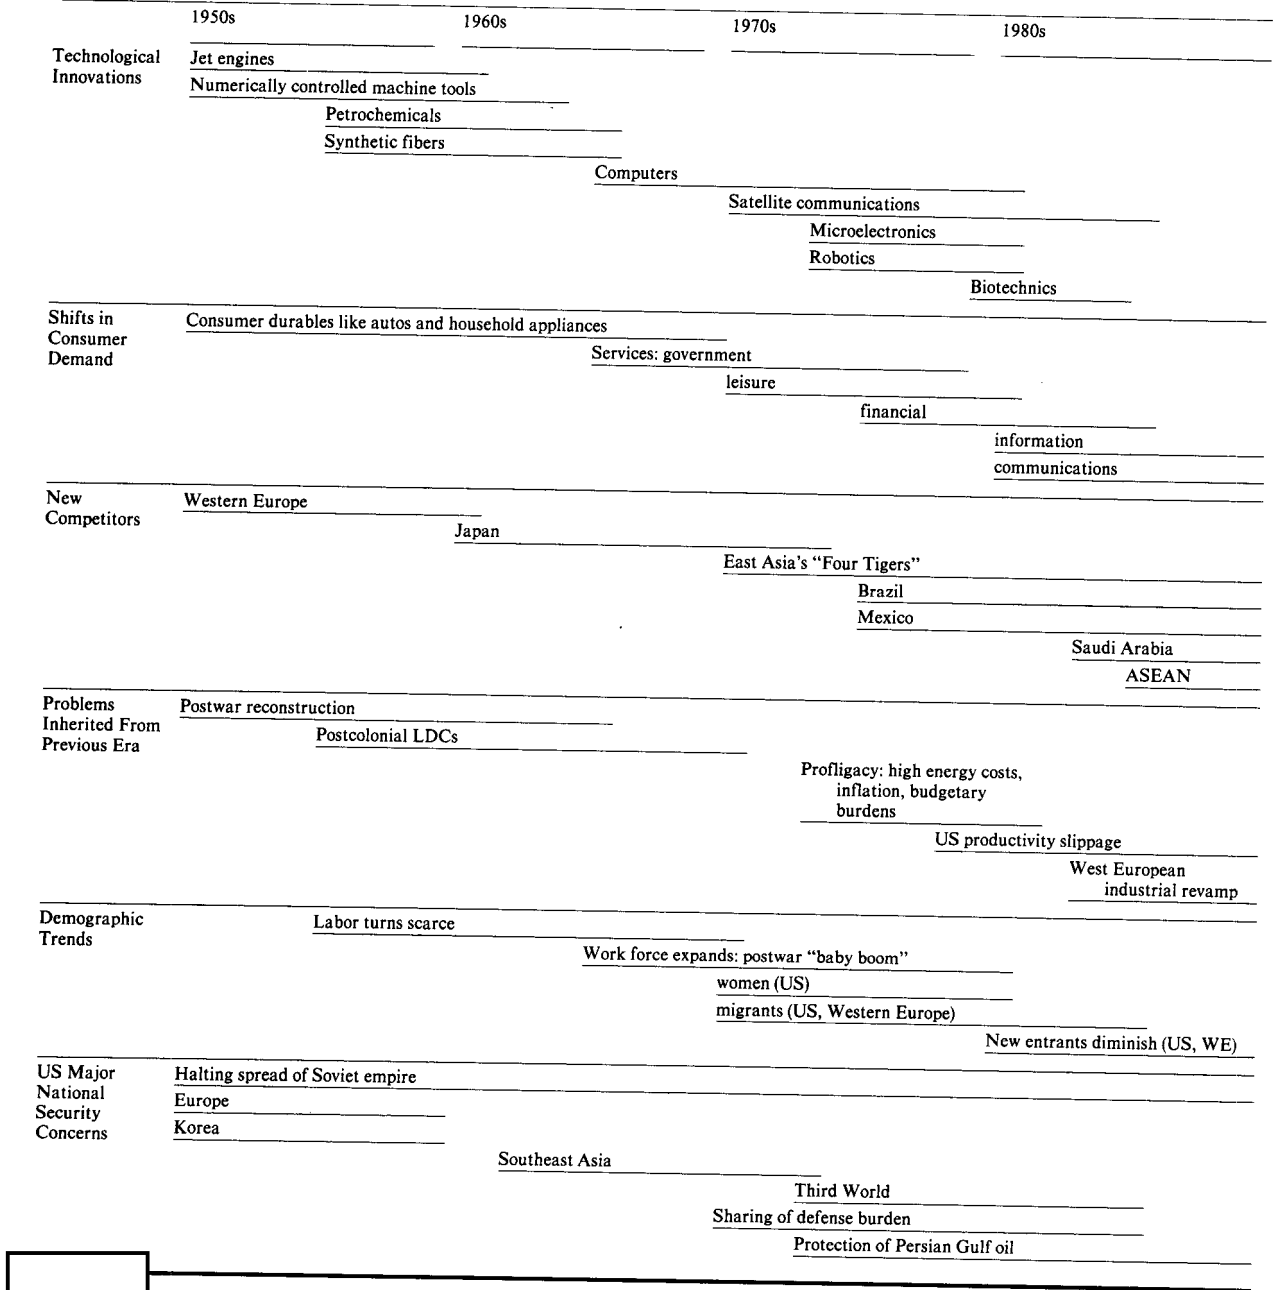 1950s 1960s 1970s 1980s
Technological
Innovations
Jet engines
Numerically controlled machine tools
Petrochemicals
Synthetic fibers
Computers
Satellite communications
Microelectronics
Robotics
Biotechnics
Shifts in
Consumer
Demand
Consumer durables like autos and household appliances
Services: government
leisure
financial
information
communications
New
Competitors
Western Europe
Japan
East Asia's “Four Tigers”
Brazil
Mexico
Saudi Arabia
ASEAN
Problems
Inherited From
Previous Era
Postwar reconstruction
Postcolonial LDCs
Profligacy: high energy costs,
inflation, budgetary
burdens
US productivity slippage
West European
industrial revamp
Demographic
Trends
Labor turns scarce
Work force expands: postwar “baby boom”
women (US)
migrants (US, Western Europe)
New entrants diminish (US, WE)
US Major
National
Security
Concerns
Halting spread of Soviet empire
Europe
Korea
Southeast Asia
Third World
Sharing of defense burden
Protection of Persian Gulf oil